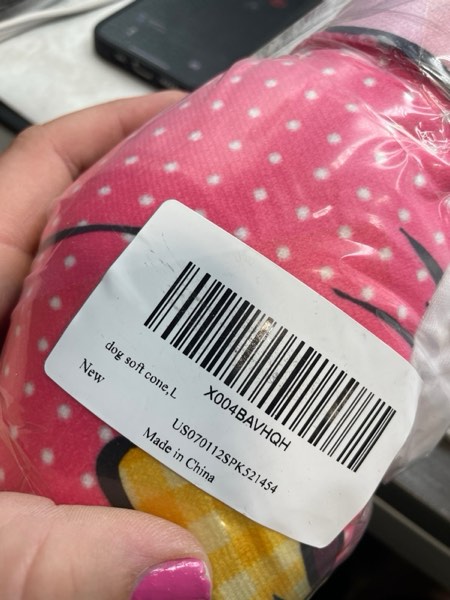 X004BAVHQH
dog soft cone,L
New
US070112SPK521454
Made in China